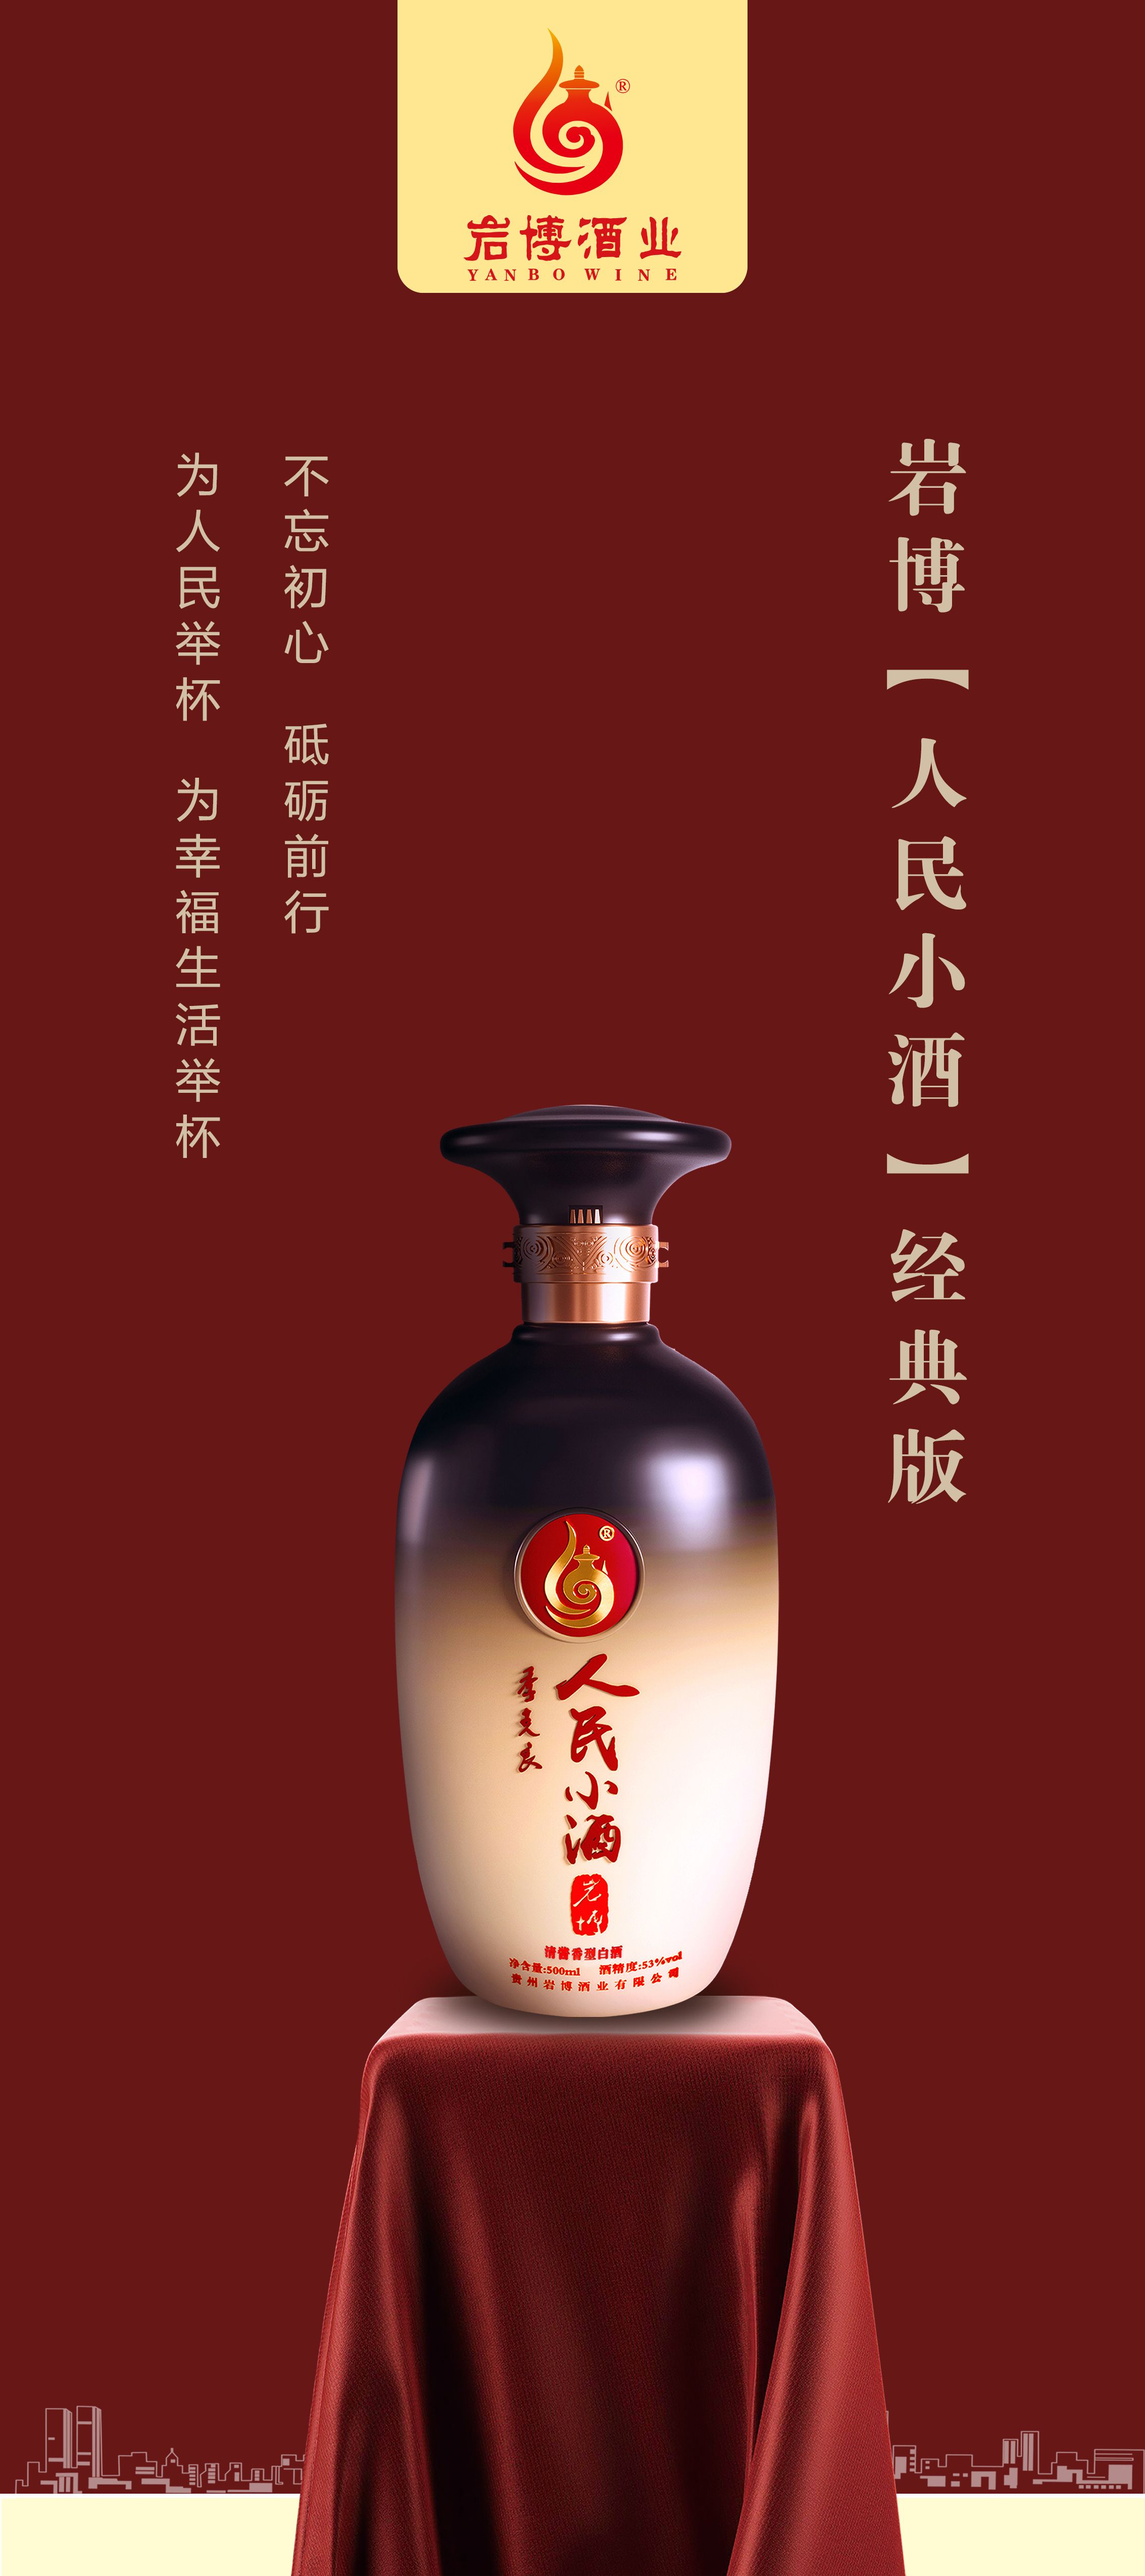 ®
岩博酒业
YANBO WINE
岩博【人民小酒】经典版
不忘初心 砥砺前行
为人民举杯 为幸福生活举杯
®
人民小酒
季克良
岩博
清酱香型白酒
净含量:500ml 酒精度:53%vol
贵州岩博酒业有限公司